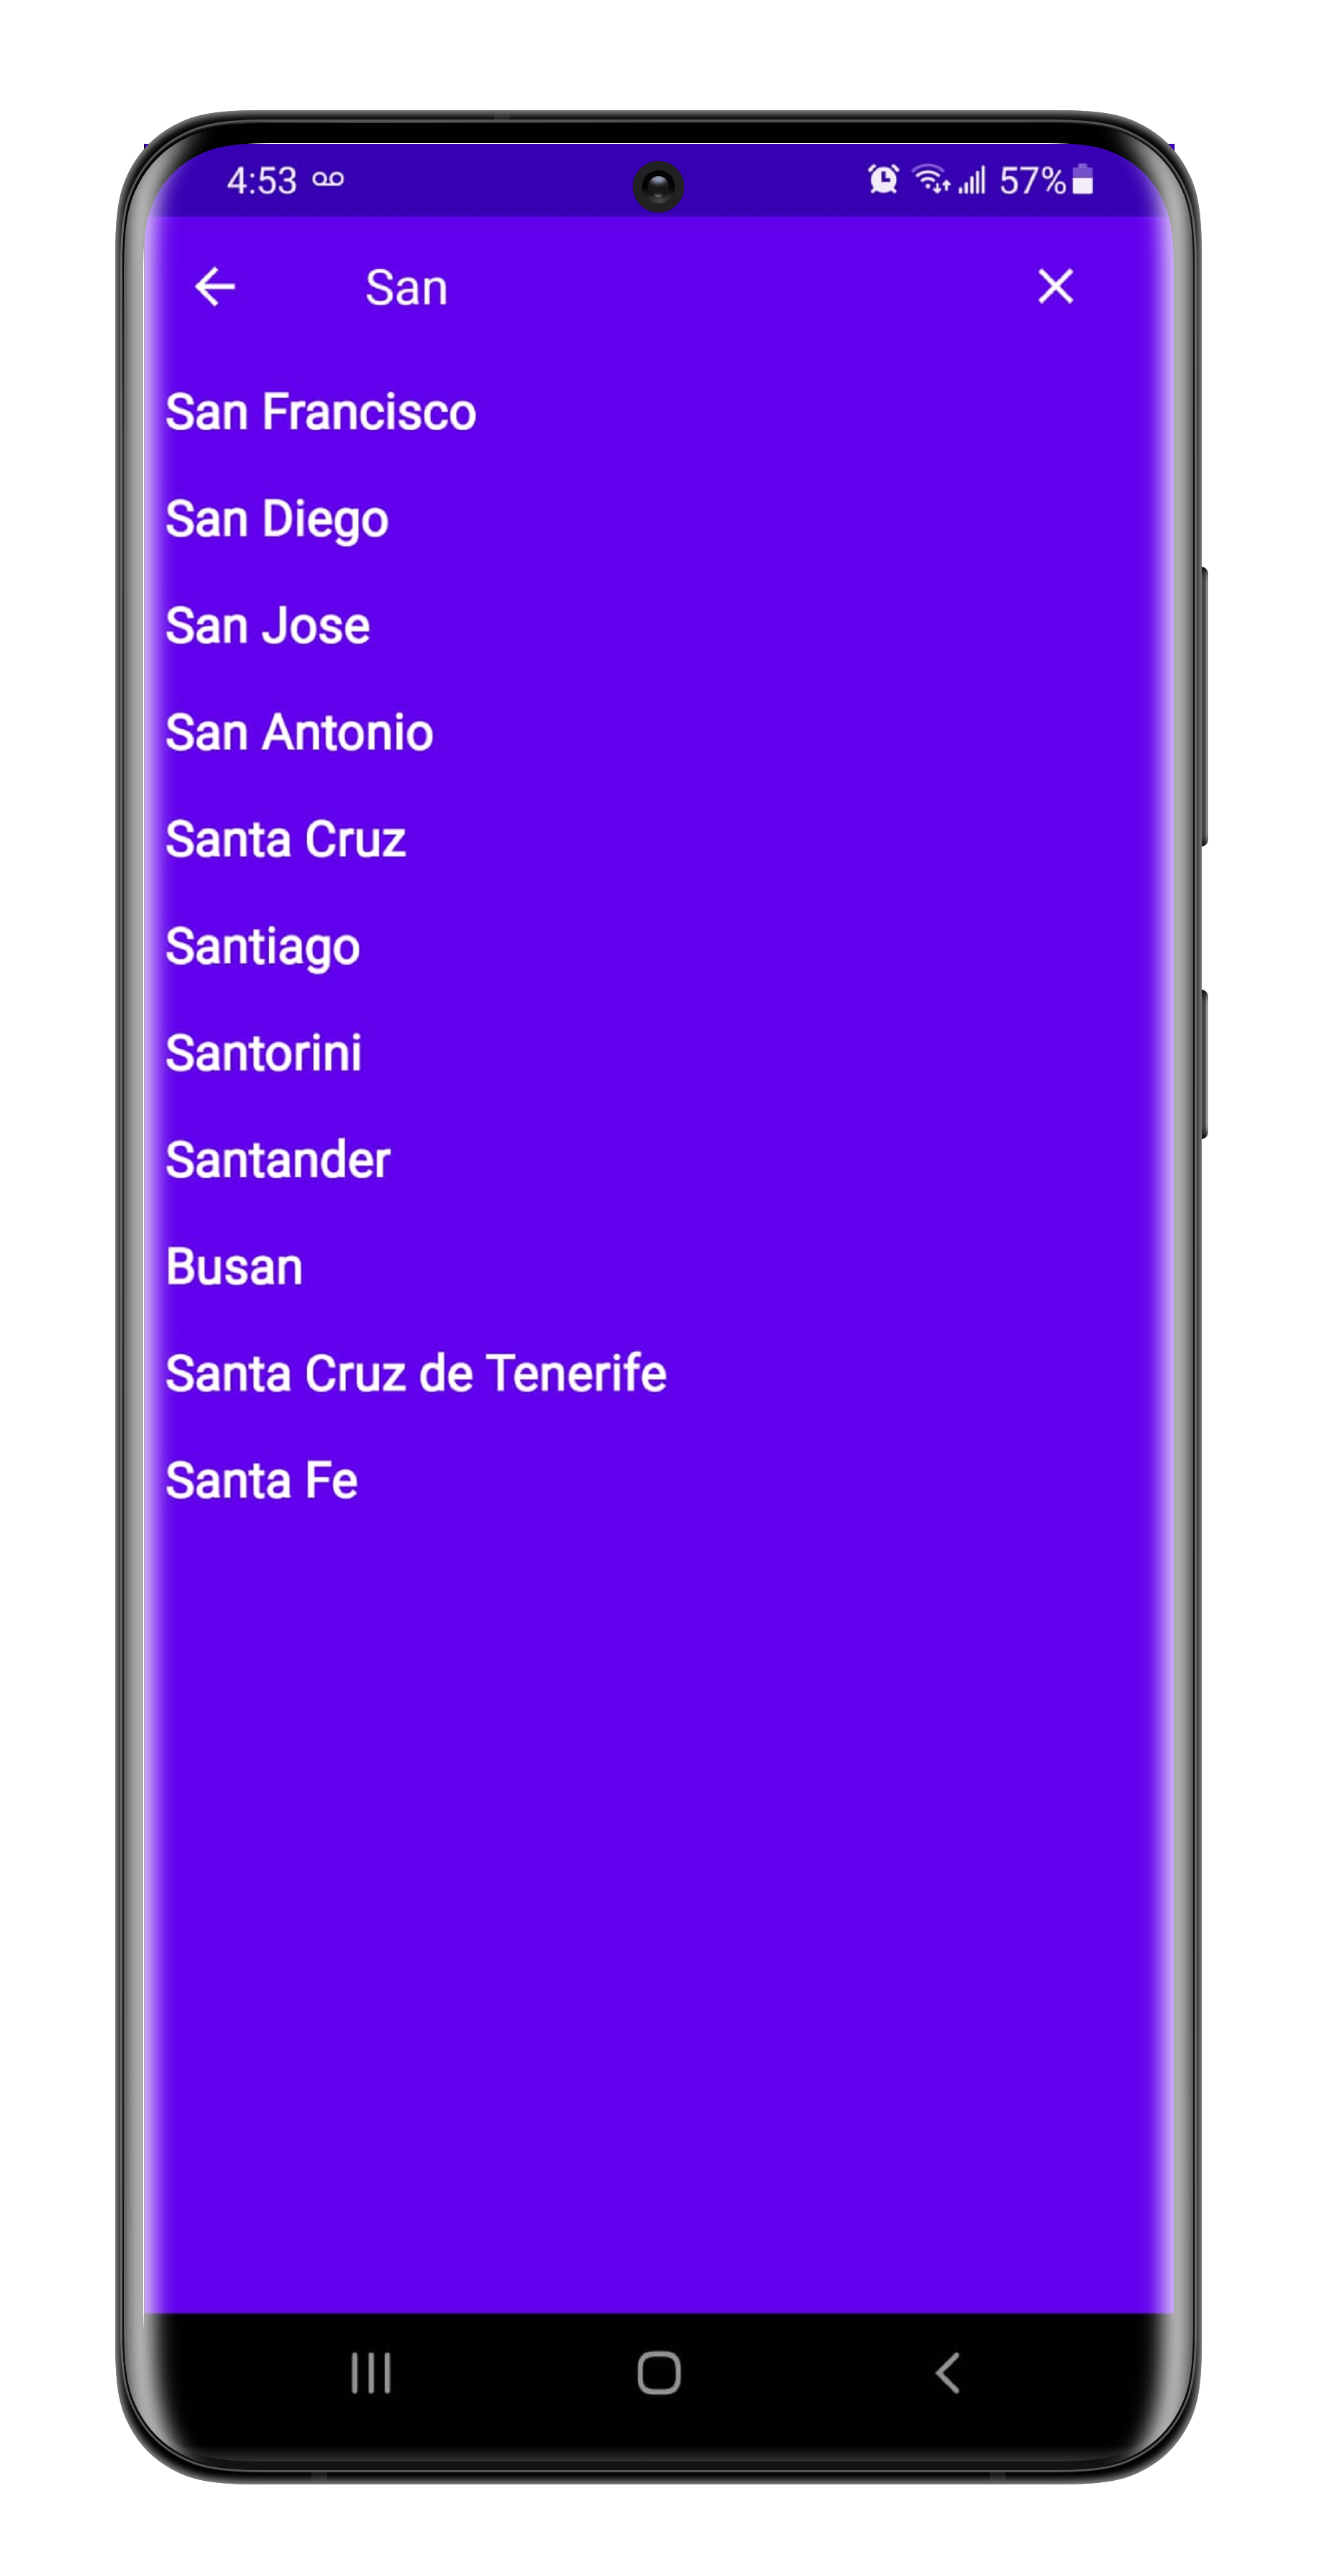 4:53 57%
San
San Francisco
San Diego
San Jose
San Antonio
Santa Cruz
Santiago
Santorini
Santander
Busan
Santa Cruz de Tenerife
Santa Fe